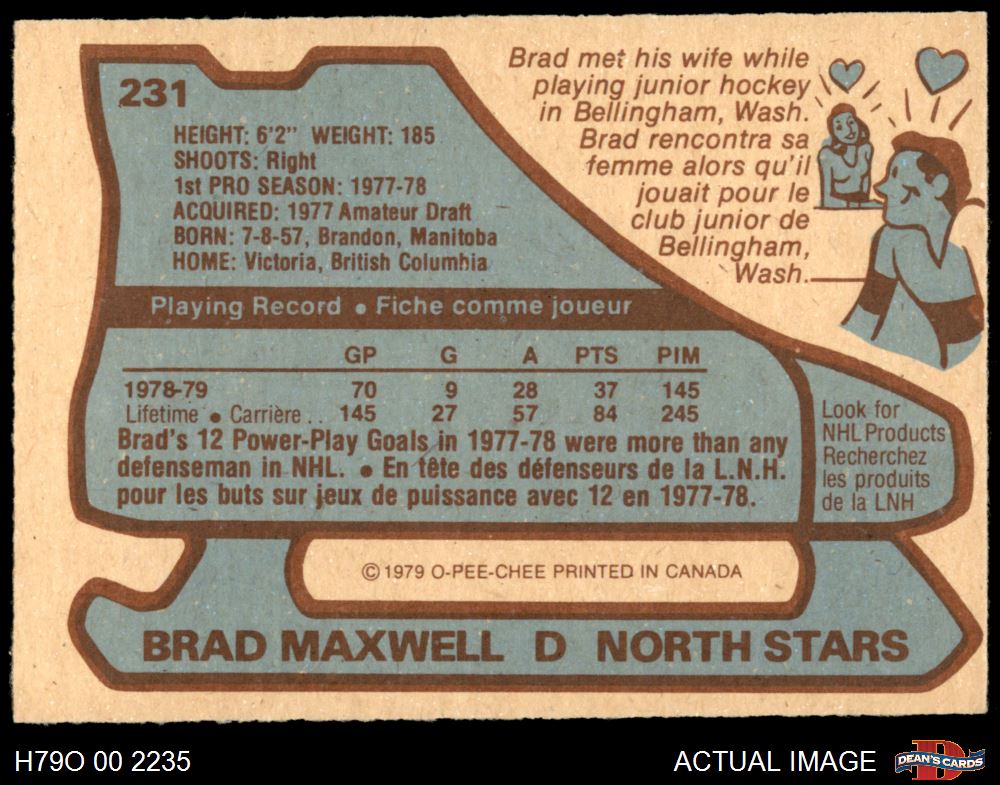 231
HEIGHT: 6'2" WEIGHT: 185
SHOOTS: Right
1st PRO SEASON: 1977-78
ACQUIRED: 1977 Amateur Draft
BORN: 7-8-57, Brandon, Manitoba
HOME: Victoria, British Columbia
Brad met his wife while
playing junior hockey
in Bellingham, Wash.
Brad rencontra sa
femme alors qu'il
jouait pour le
club junior de
Bellingham,
Wash.
Playing Record • Fiche comme joueur
GP G A PTS PIM
1978-79 70 9 28 37 145
Lifetime • Carrière .. 145 27 57 84 245
Brad's 12 Power-Play Goals in 1977-78 were more than any
defenseman in NHL. • En tête des défenseurs de la L.N.H.
pour les buts sur jeux de puissance avec 12 en 1977-78.
Look for
NHL Products
Recherchez
les produits
de la LNH
© 1979 O-PEE-CHEE PRINTED IN CANADA
BRAD MAXWELL D NORTH STARS
H79O 00 2235
ACTUAL IMAGE
DEAN'S CARDS